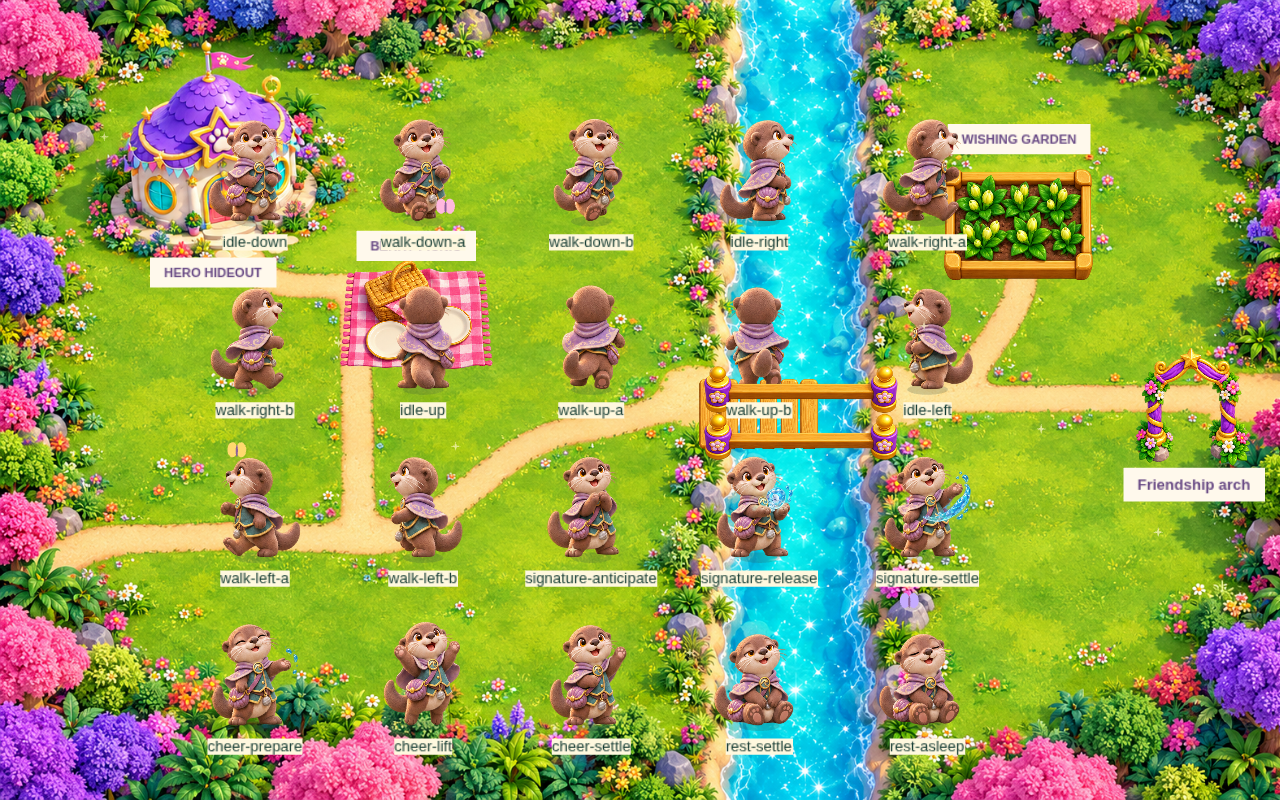 WISHING GARDEN
idle-down
B
walk-down-a
walk-down-b
idle-right
walk-right-a
HERO HIDEOUT
walk-right-b
idle-up
walk-up-a
walk-up-b
idle-left
Friendship arch
walk-left-a
walk-left-b
signature-anticipate
signature-release
signature-settle
cheer-prepare
cheer-lift
cheer-settle
rest-settle
rest-asleep